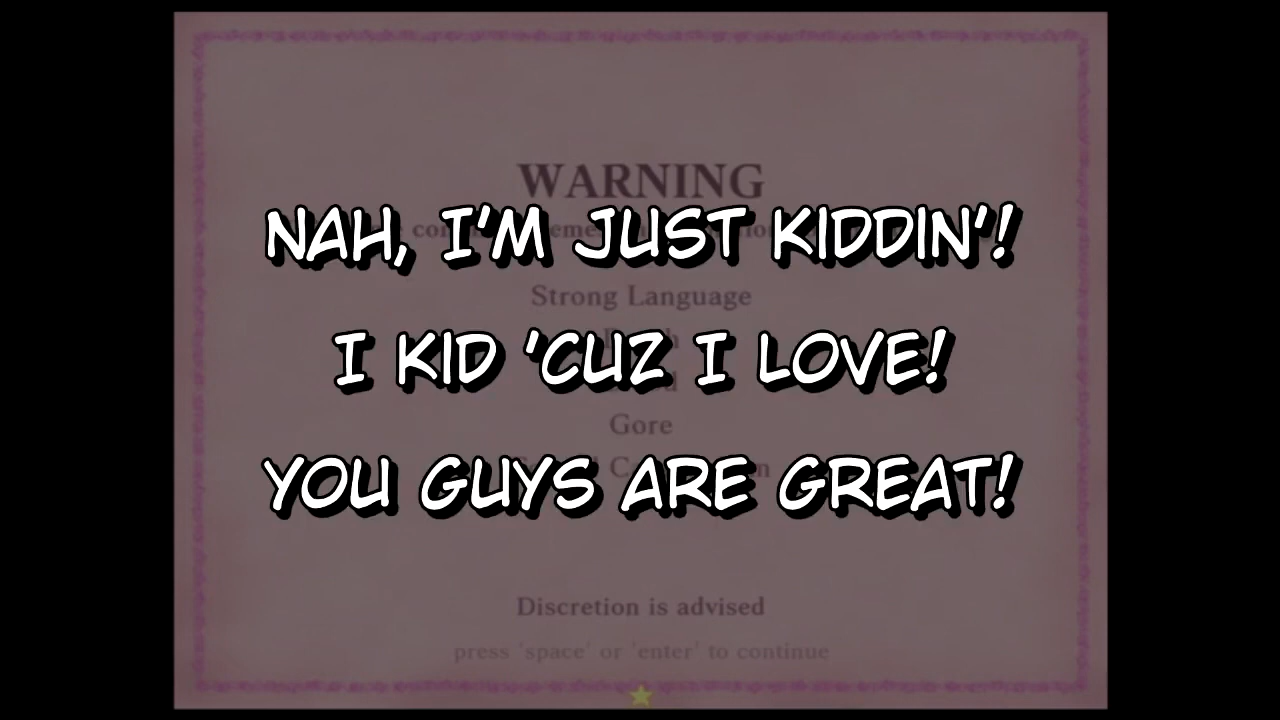 WARNING
NAH, I'M JUST KIDDIN'!
Strong Language
I KID 'CUZ I LOVE!
Gore
YOU GUYS ARE GREAT!
Discretion is advised
press 'space' or 'enter' to continue